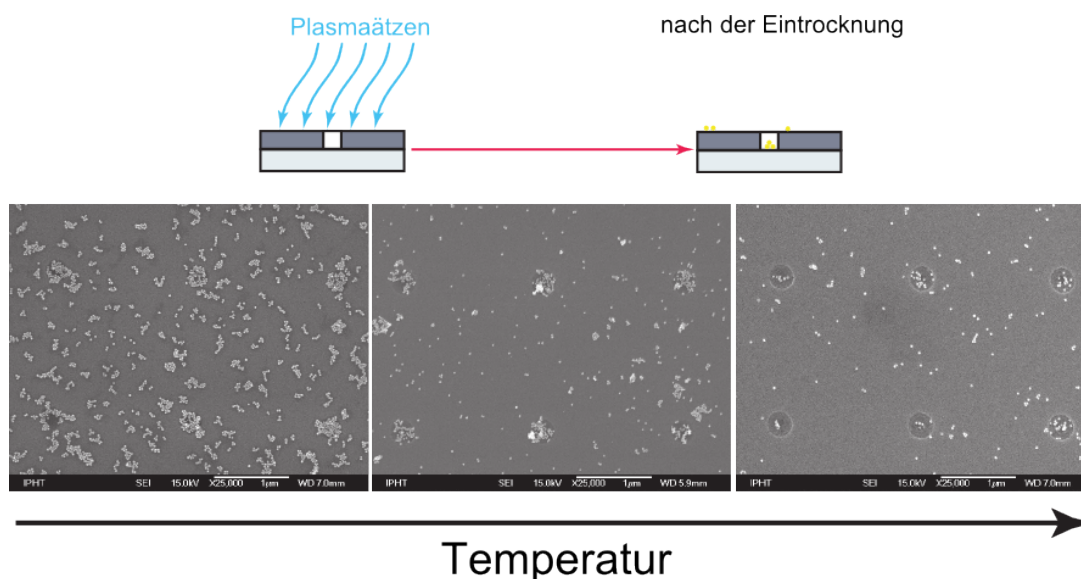 Plasmaätzen
nach der Eintrocknung
IPHT SEI 15.0kV X25,000 1μm WD 7.0mm
IPHT SEI 15.0kV X25,000 1μm WD 5.9mm
IPHT SEI 15.0kV X25,000 1μm WD 7.0mm
Temperatur